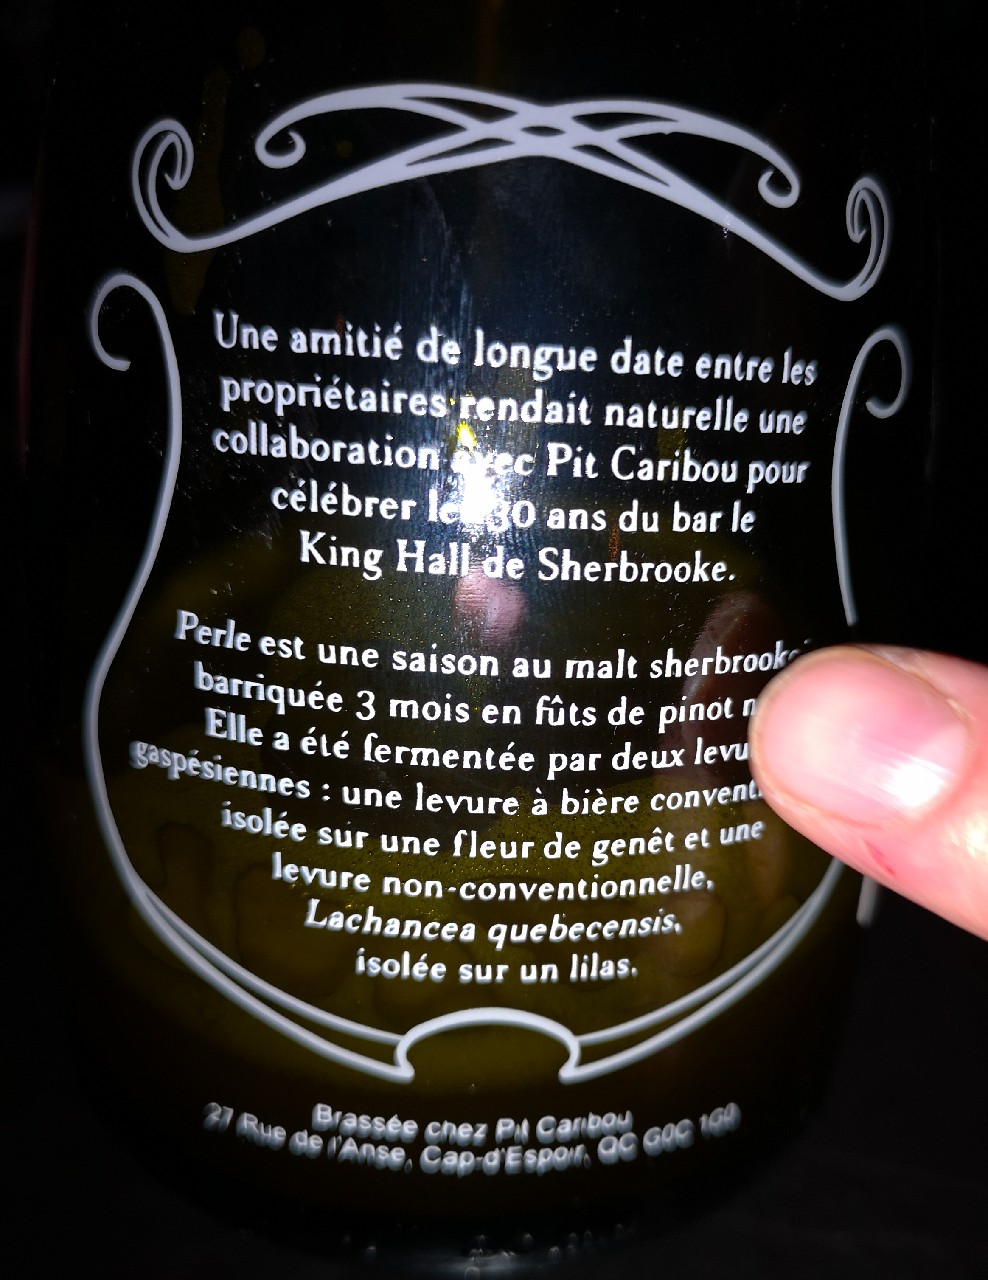 Une amitié de longue date entre les
propriétaires rendait naturelle une
collaboration avec Pit Caribou pour
célébrer les 30 ans du bar le
King Hall de Sherbrooke.
Perle est une saison au malt
barriquée 3 mois en fûts de pinot
Elle a été fermentée par deux
gaspésiennes : une levure à bière
isolée sur une fleur de genêt et une
levure non-conventionnelle,
Lachancea quebecensis,
isolée sur un lilas.
Brassée chez Pit Caribou
27 Rue de l'Anse, Cap-d'Espoir, QC G0C 1G0